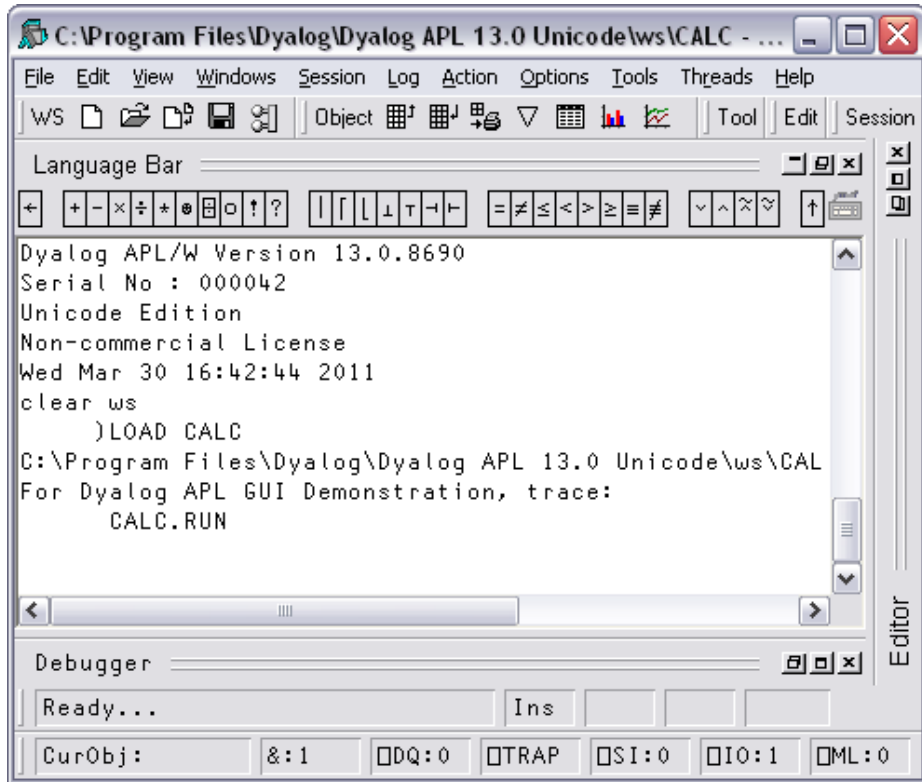 C:\Program Files\Dyalog\Dyalog APL 13.0 Unicode\ws\CALC - ...
File Edit View Windows Session Log Action Options Tools Threads Help
WS Object Tool Edit Session
Language Bar
← + - × ÷ * ⍟ ⌹ ○ ! ? | ⌈ ⌊ ⊥ ⊤ ⊣ ⊢ = ≠ ≤ < > ≥ ≡ ≢ ∨ ∧ ⍲ ⍱ ↑
Dyalog APL/W Version 13.0.8690
Serial No : 000042
Unicode Edition
Non-commercial License
Wed Mar 30 16:42:44 2011
clear ws
)LOAD CALC
C:\Program Files\Dyalog\Dyalog APL 13.0 Unicode\ws\CAL
For Dyalog APL GUI Demonstration, trace:
CALC.RUN
Editor
Debugger
Ready... Ins
CurObj: &:1 ⎕DQ:0 ⎕TRAP ⎕SI:0 ⎕IO:1 ⎕ML:0